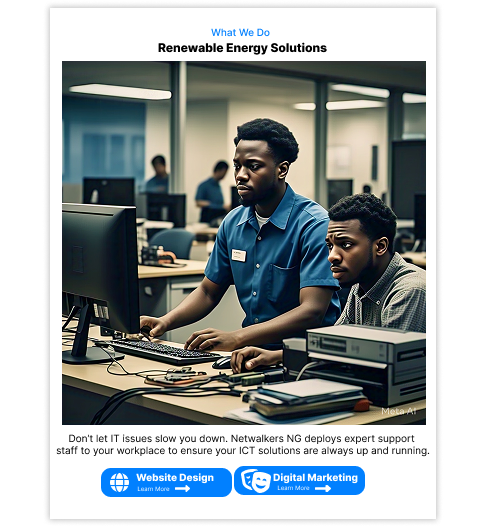 What We Do
Renewable Energy Solutions
Meta AI
Don't let IT issues slow you down. Netwalkers NG deploys expert support
staff to your workplace to ensure your ICT solutions are always up and running.
Website Design
Learn More
Digital Marketing
Learn More